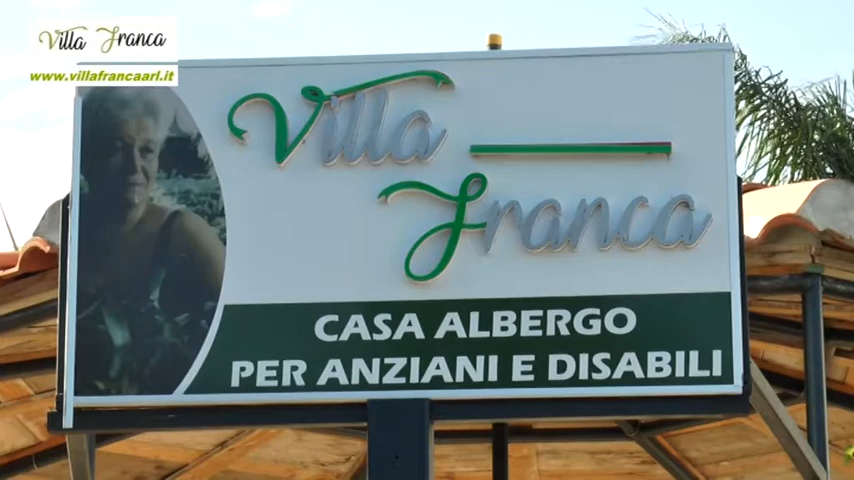 Villa Franca
www.villafrancaarl.it
Villa
Franca
CASA ALBERGO
PER ANZIANI E DISABILI